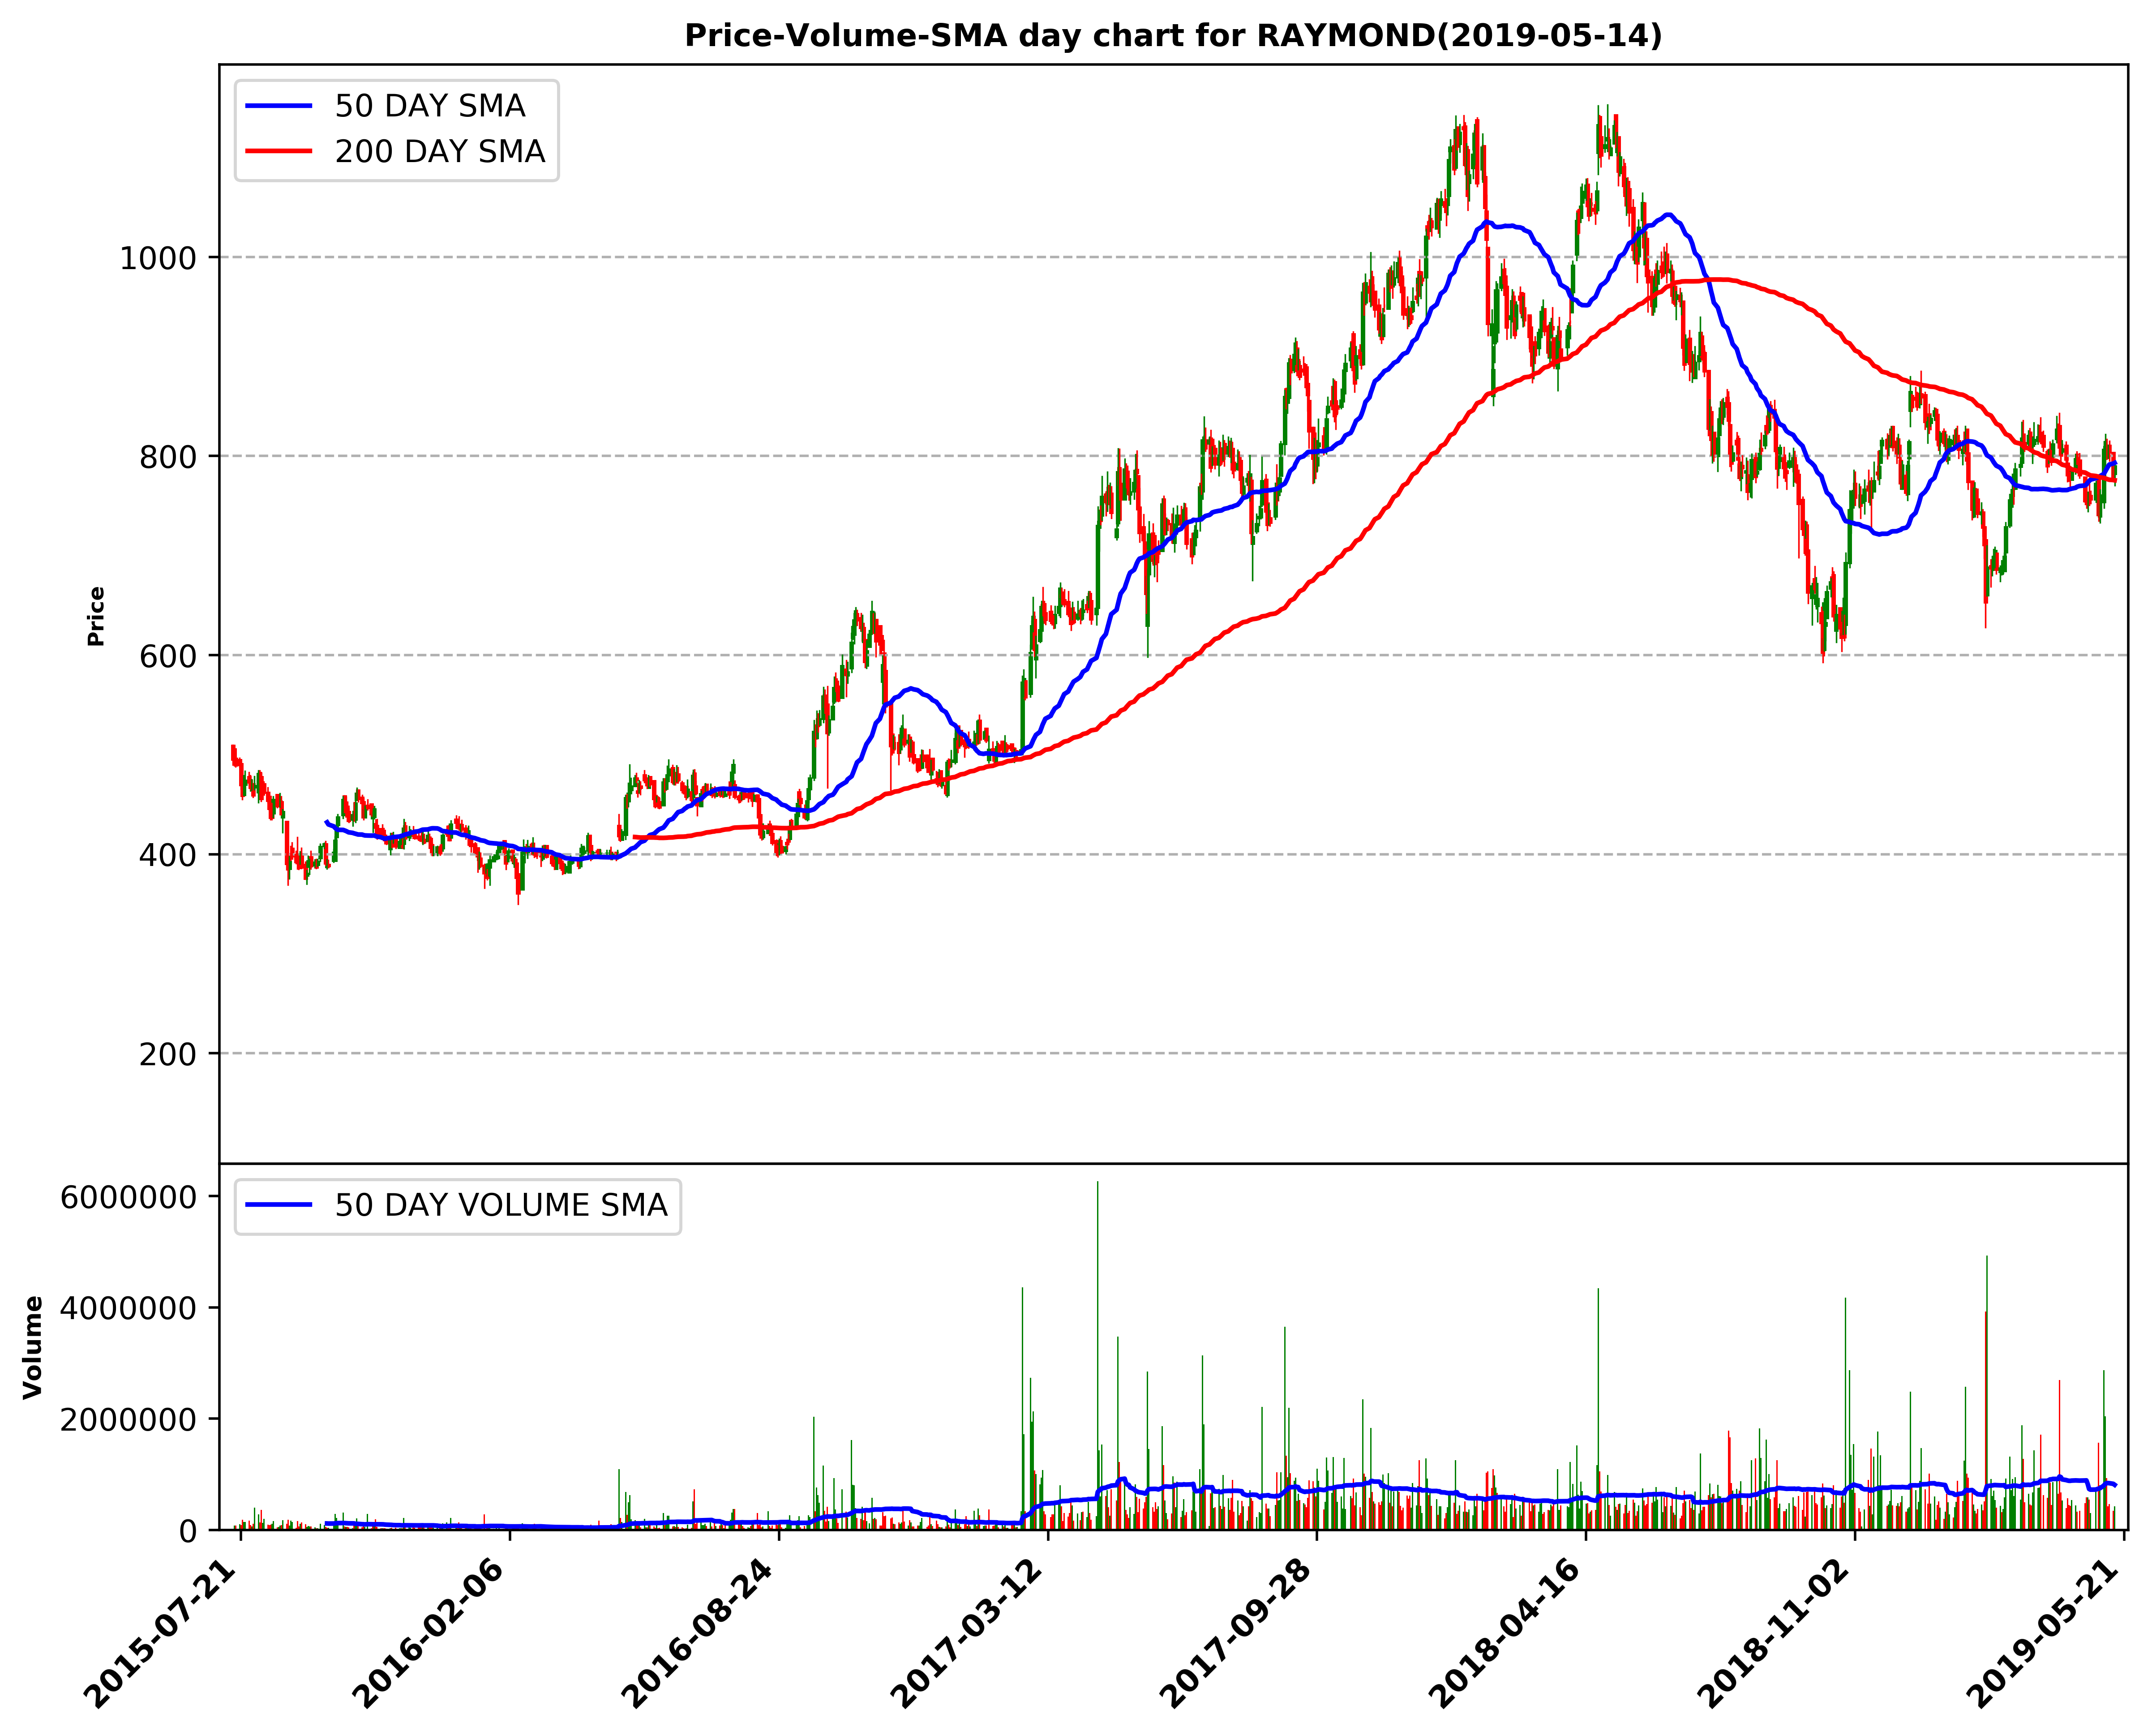 Price-Volume-SMA day chart for RAYMOND(2019-05-14)
50 DAY SMA
200 DAY SMA
1000
800
600
400
200
Price
50 DAY VOLUME SMA
6000000
4000000
2000000
0
Volume
2015-07-21
2016-02-06
2016-08-24
2017-03-12
2017-09-28
2018-04-16
2018-11-02
2019-05-21